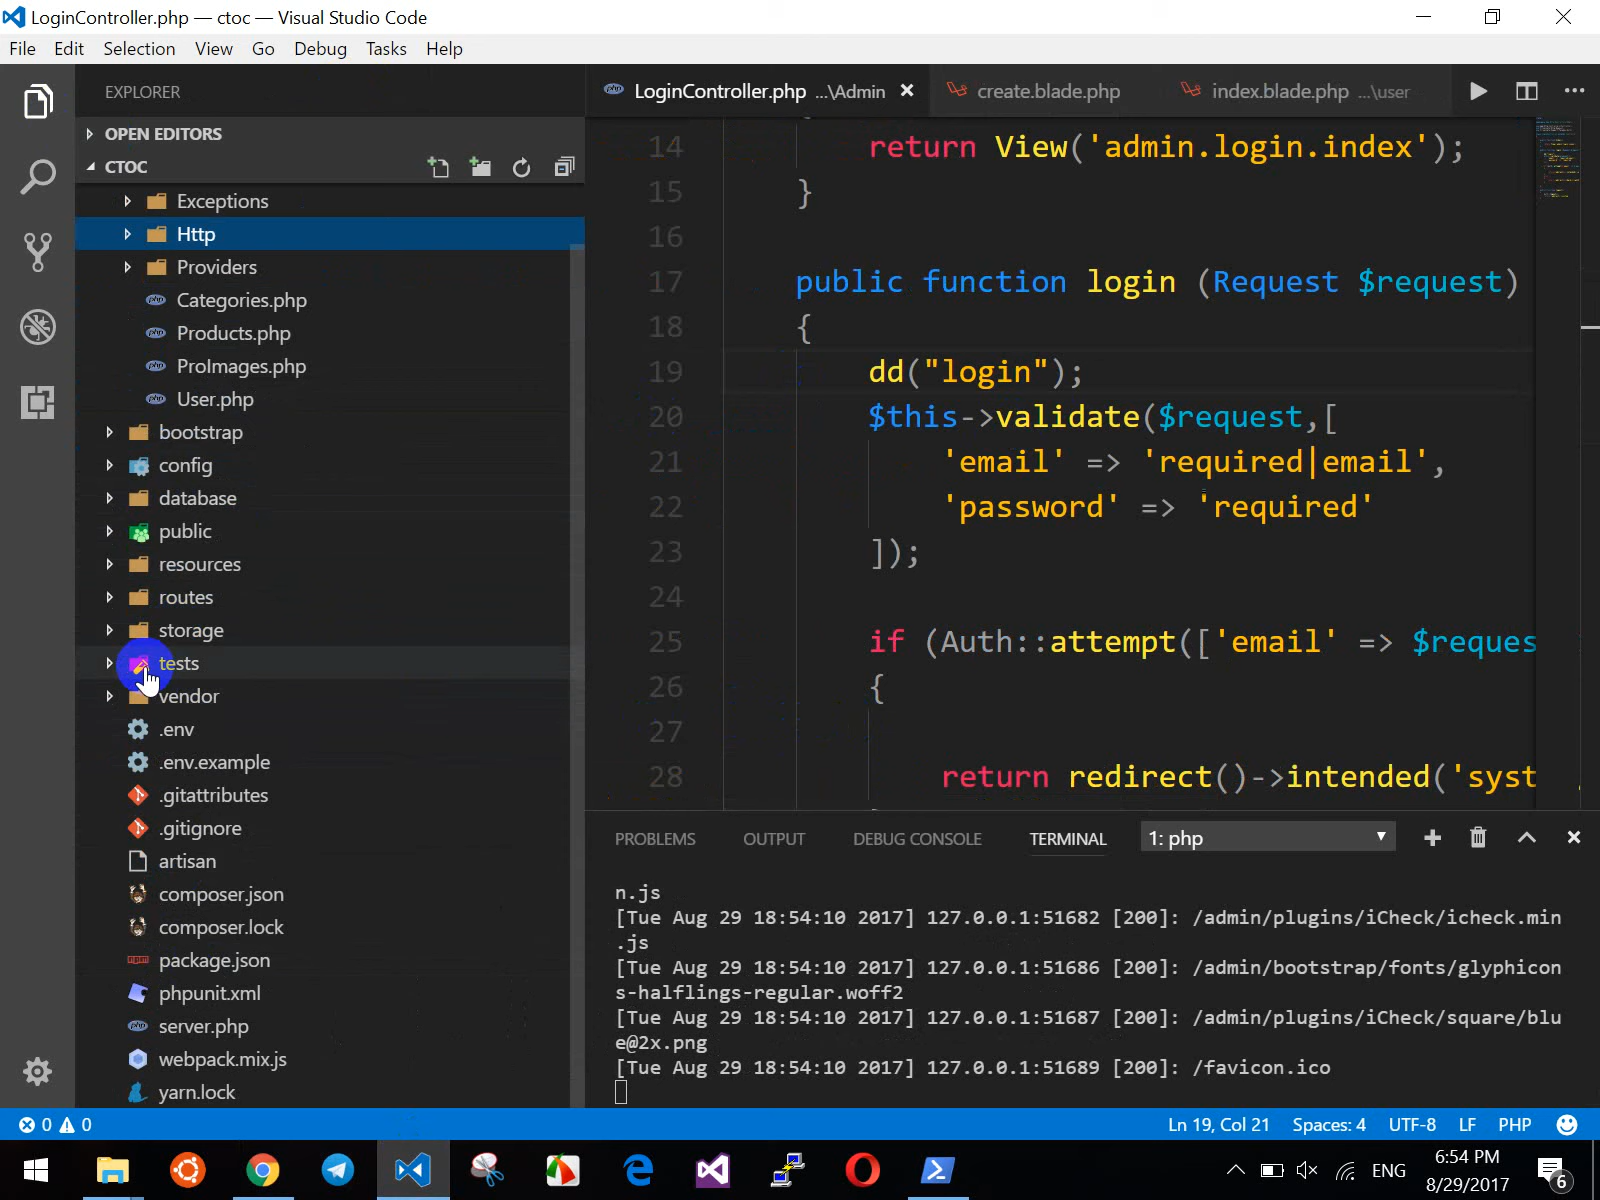 LoginController.php — ctoc — Visual Studio Code
File Edit Selection View Go Debug Tasks Help
EXPLORER
OPEN EDITORS
CTOC
Exceptions
Http
Providers
Categories.php
Products.php
ProImages.php
User.php
bootstrap
config
database
public
resources
routes
storage
tests
vendor
.env
.env.example
.gitattributes
.gitignore
artisan
composer.json
composer.lock
package.json
phpunit.xml
server.php
webpack.mix.js
yarn.lock
LoginController.php ...\Admin create.blade.php index.blade.php ...\user
14 return View('admin.login.index');
15 }
16
17 public function login (Request $request)
18 {
19 dd("login");
20 $this->validate($request,[
21 'email' => 'required|email',
22 'password' => 'required'
23 ]);
24
25 if (Auth::attempt(['email' => $reques
26 {
27
28 return redirect()->intended('syst
PROBLEMS OUTPUT DEBUG CONSOLE TERMINAL 1: php
n.js
[Tue Aug 29 18:54:10 2017] 127.0.0.1:51682 [200]: /admin/plugins/iCheck/icheck.min
.js
[Tue Aug 29 18:54:10 2017] 127.0.0.1:51686 [200]: /admin/bootstrap/fonts/glyphicon
s-halflings-regular.woff2
[Tue Aug 29 18:54:10 2017] 127.0.0.1:51687 [200]: /admin/plugins/iCheck/square/blu
e@2x.png
[Tue Aug 29 18:54:10 2017] 127.0.0.1:51689 [200]: /favicon.ico
0 0 Ln 19, Col 21 Spaces: 4 UTF-8 LF PHP
ENG 6:54 PM
8/29/2017 6